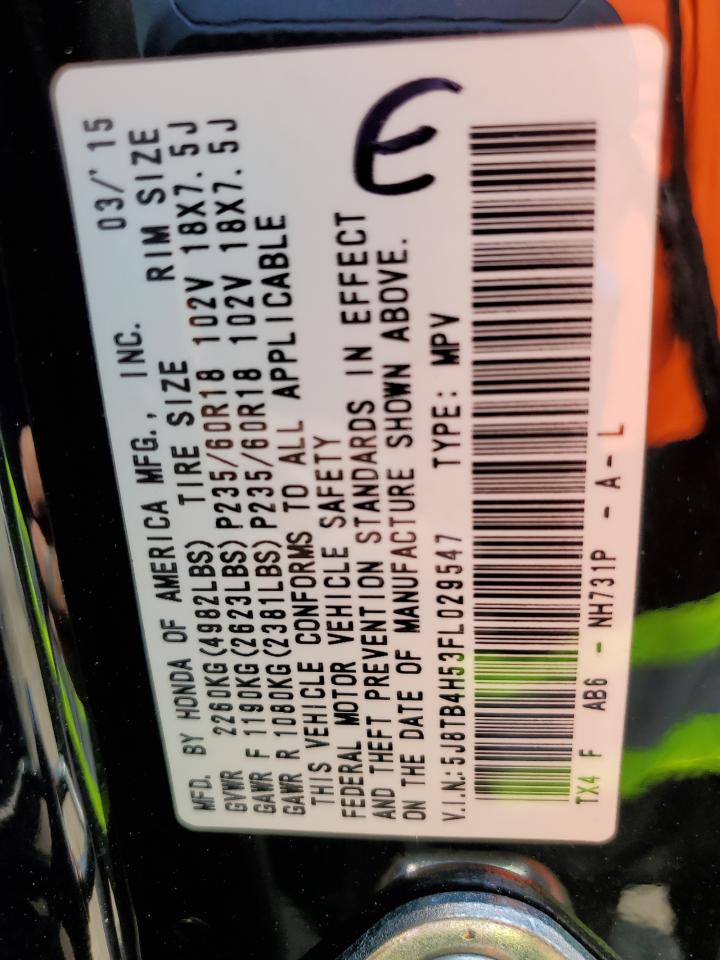 MFD. BY HONDA OF AMERICA MFG., INC. 03/'15
GVWR 2260KG(4982LBS) TIRE SIZE RIM SIZE
GAWR F 1190KG(2623LBS) P235/60R18 102V 18X7.5J
GAWR R 1080KG(2381LBS) P235/60R18 102V 18X7.5J
THIS VEHICLE CONFORMS TO ALL APPLICABLE
FEDERAL MOTOR VEHICLE SAFETY
AND THEFT PREVENTION STANDARDS IN EFFECT
ON THE DATE OF MANUFACTURE SHOWN ABOVE.
V.I.N.:5J8TB4H53FL029547 TYPE: MPV
E
TX4 F AB6 - NH731P - A - L